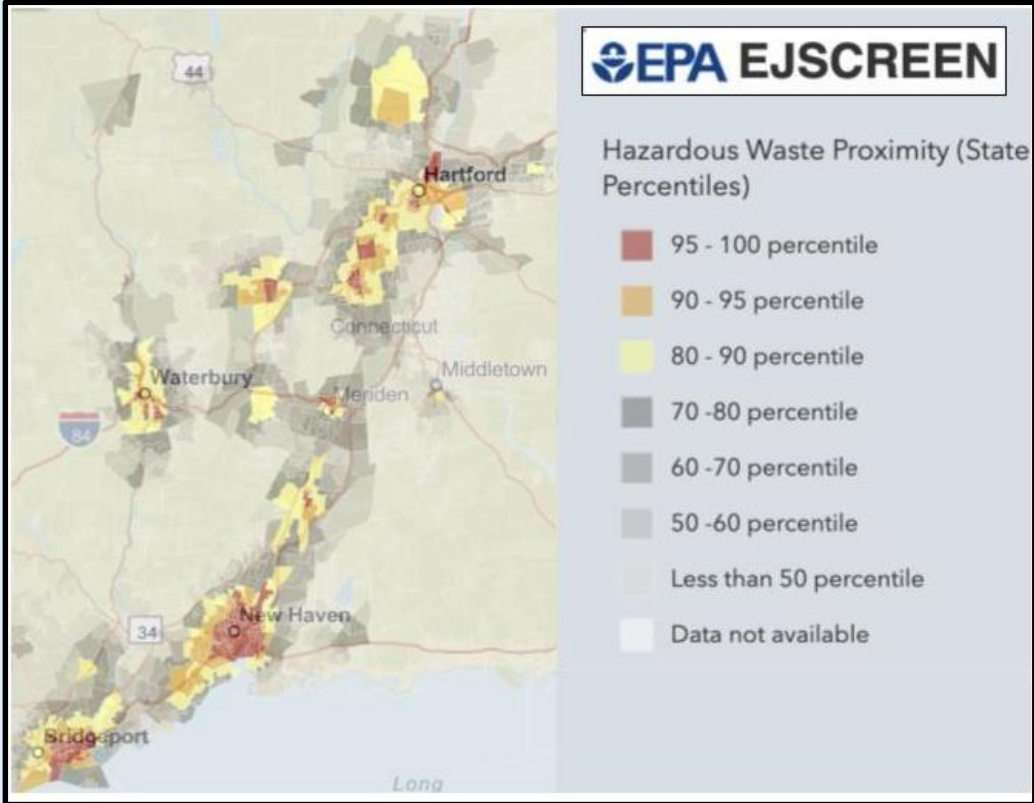 EPA EJSCREEN
Hazardous Waste Proximity (State
Percentiles)
95 - 100 percentile
90 - 95 percentile
80 - 90 percentile
70 -80 percentile
60 -70 percentile
50 -60 percentile
Less than 50 percentile
Data not available
44
Hartford
Connecticut
Middletown
Waterbury
Meriden
84
New Haven
34
Bridgeport
Long